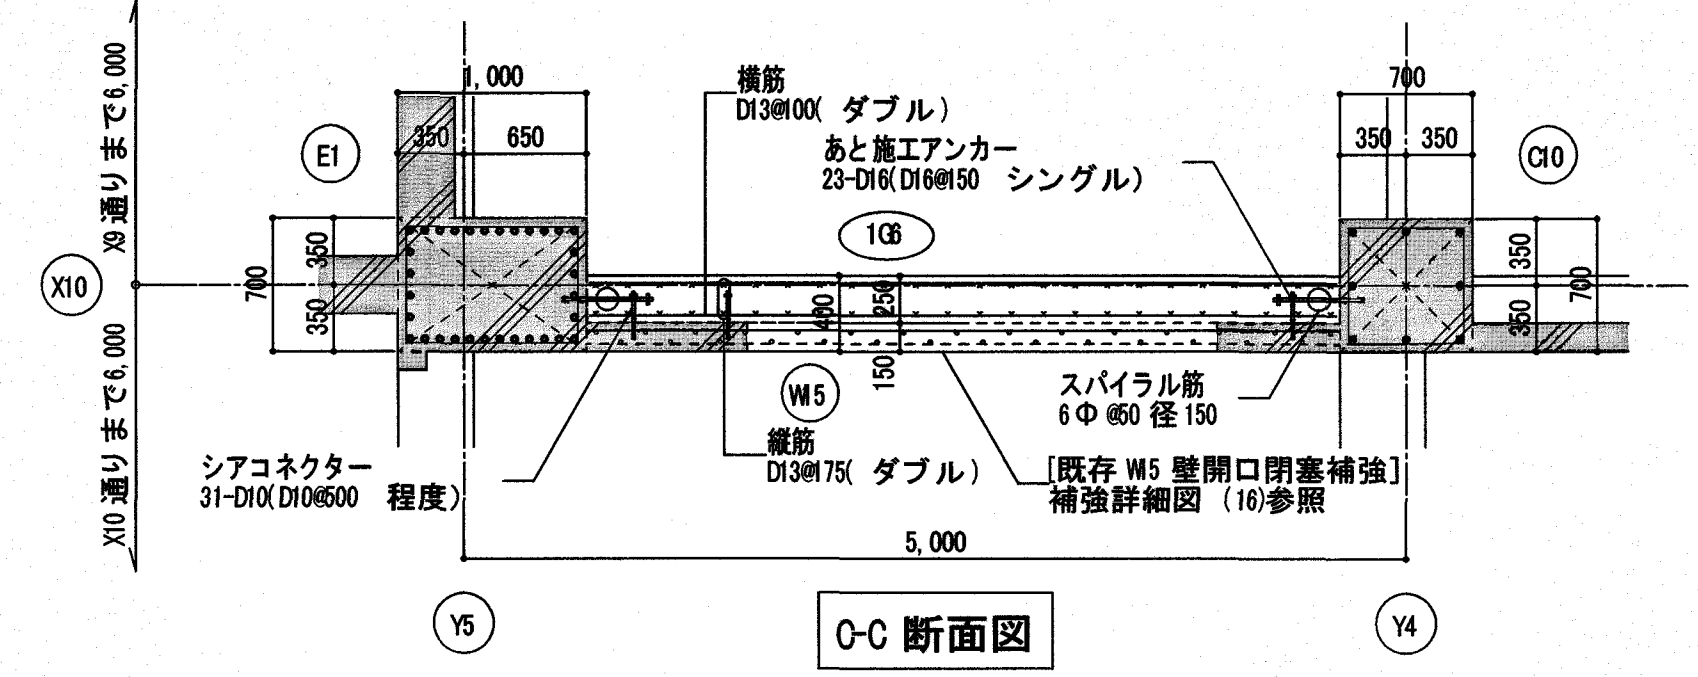 X9 通りまで6,000
X10 通りまで6,000
X10
E1
1,000
350
650
700
350
350
横筋
D13@100( ダブル)
あと施工アンカー
23-D16(D16@150 シングル)
1G6
400
250
150
700
350
350
C10
350
350
700
W15
縦筋
D13@175( ダブル)
シアコネクター
31-D10(D10@500 程度)
スパイラル筋
6Φ @50 径 150
[既存 W15 壁開口閉塞補強]
補強詳細図 (16)参照
5,000
Y5
C-C 断面図
Y4